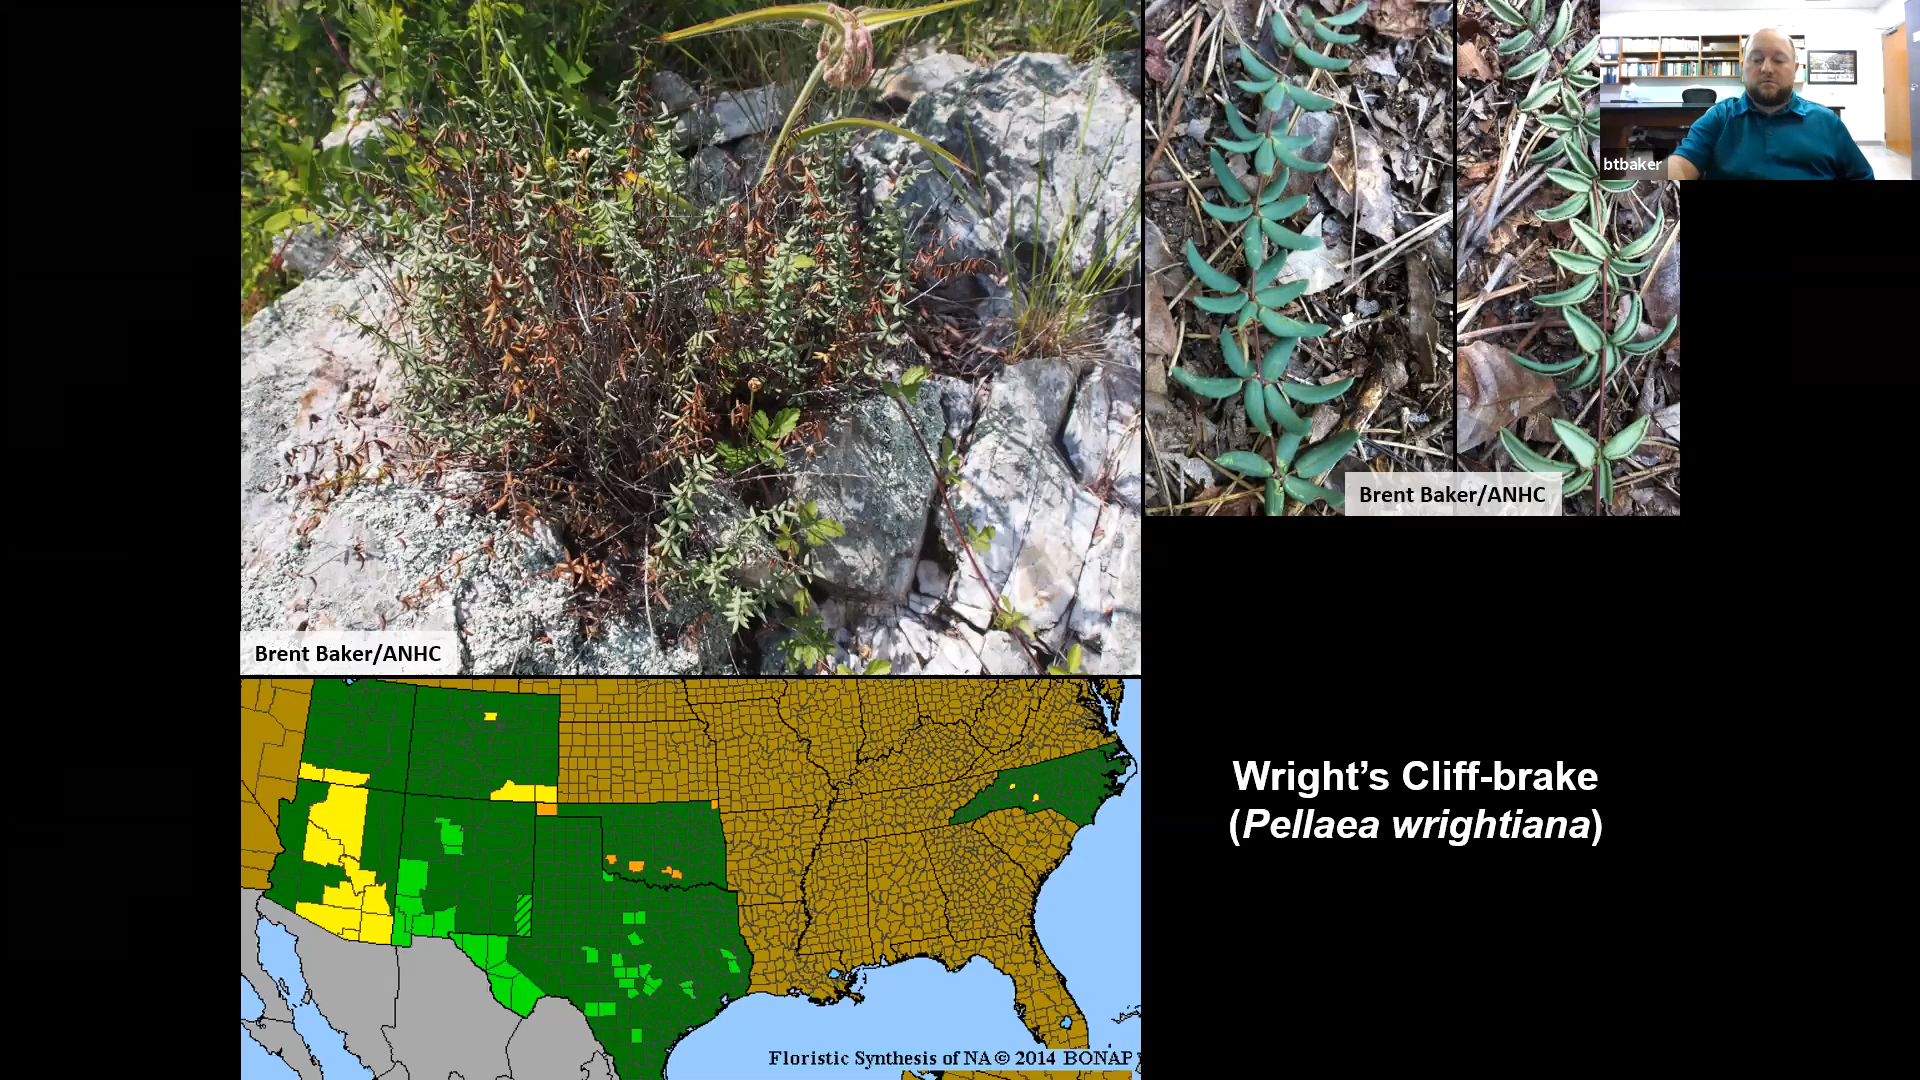 btbaker
Brent Baker/ANHC
Brent Baker/ANHC
Wright's Cliff-brake
(Pellaea wrightiana)
Floristic Synthesis of NA © 2014 BONAP